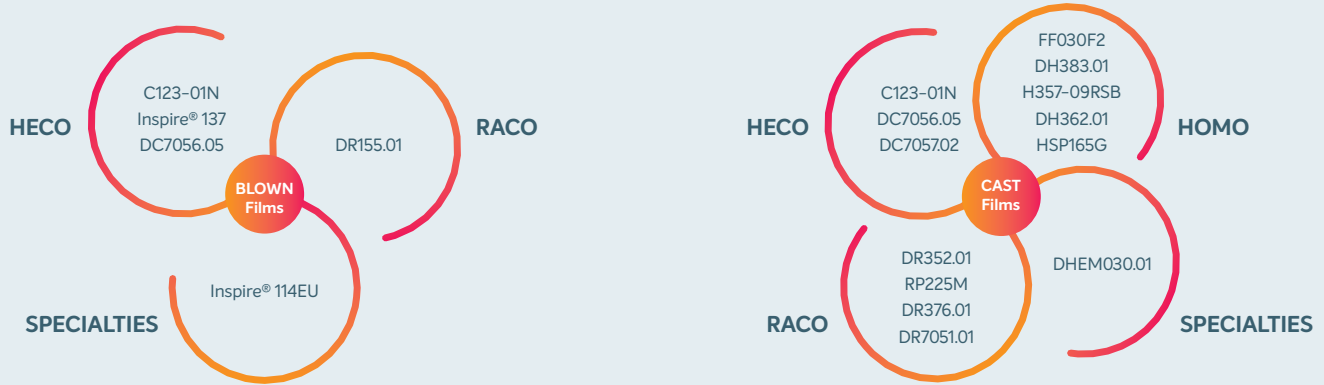 HECO
C123-01N
Inspire® 137
DC7056.05
BLOWN
Films
DR155.01
RACO
Inspire® 114EU
SPECIALTIES
HECO
C123-01N
DC7056.05
DC7057.02
FF030F2
DH383.01
H357-09RSB
DH362.01
HSP165G
HOMO
CAST
Films
RACO
DR352.01
RP225M
DR376.01
DR7051.01
DHEM030.01
SPECIALTIES